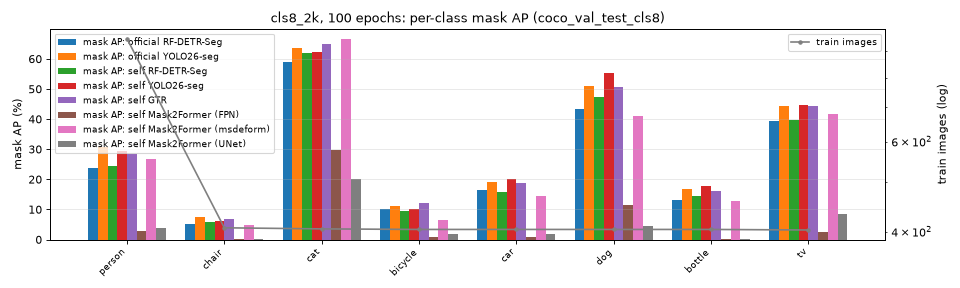 cls8_2k, 100 epochs: per-class mask AP (coco_val_test_cls8)
mask AP: official RF-DETR-Seg
mask AP: official YOLO26-seg
mask AP: self RF-DETR-Seg
mask AP: self YOLO26-seg
mask AP: self GTR
mask AP: self Mask2Former (FPN)
mask AP: self Mask2Former (msdeform)
mask AP: self Mask2Former (UNet)
train images
mask AP (%)
60
50
40
30
20
10
0
train images (log)
6 × 10²
4 × 10²
person
chair
cat
bicycle
car
dog
bottle
tv